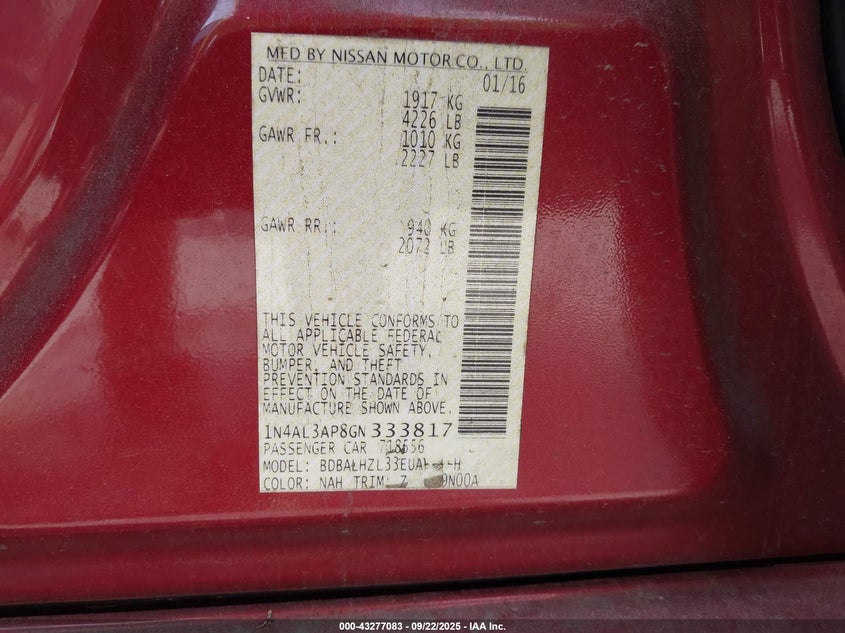 MFD BY NISSAN MOTOR CO., LTD.
DATE: 01/16
GVWR: 1917 KG
4226 LB
GAWR FR.: 1010 KG
2227 LB
GAWR RR.: 940 KG
2072 LB
THIS VEHICLE CONFORMS TO
ALL APPLICABLE FEDERAL
MOTOR VEHICLE SAFETY,
BUMPER, AND THEFT
PREVENTION STANDARDS IN
EFFECT ON THE DATE OF
MANUFACTURE SHOWN ABOVE.
1N4AL3AP8GN333817
PASSENGER CAR
MODEL:
COLOR: NAH TRIM: Z
000-43277083 - 09/22/2025 - IAA Inc.